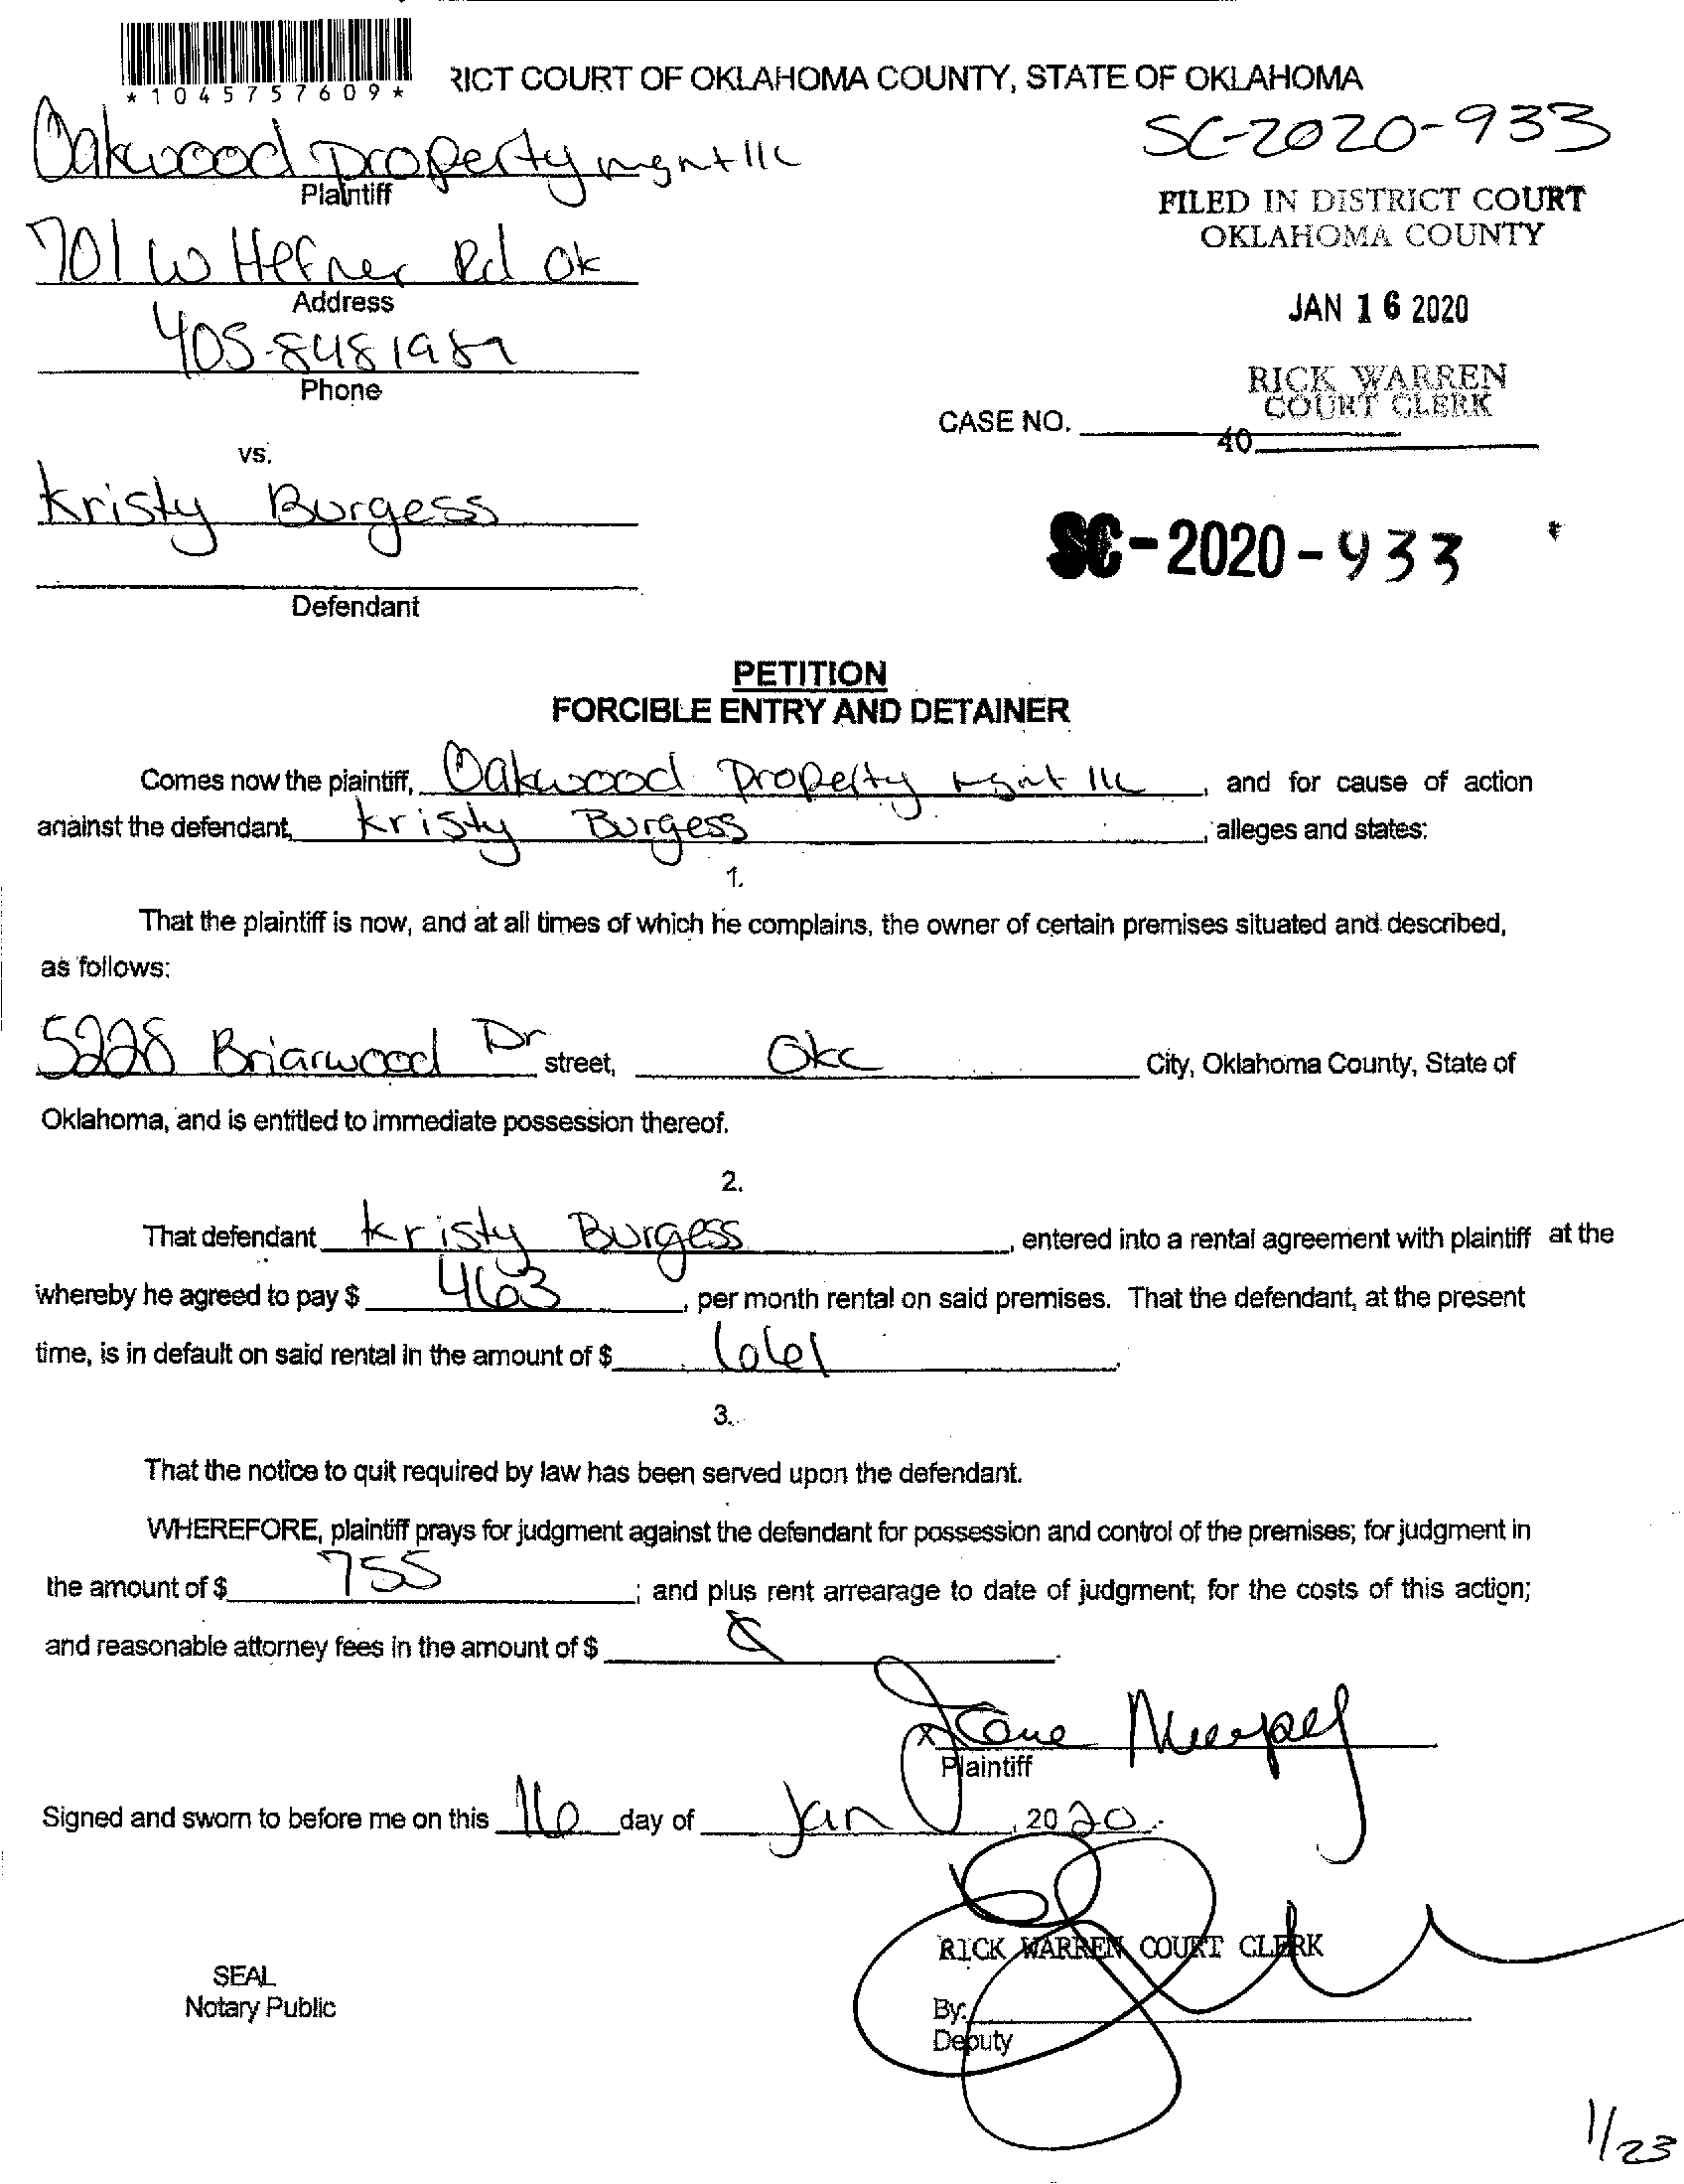 *1045757609*
RICT COURT OF OKLAHOMA COUNTY, STATE OF OKLAHOMA
Oakwood property mgnt llc
Plaintiff
SC-2020-933
FILED IN DISTRICT COURT
OKLAHOMA COUNTY
701 W Hefner Rd Ok
Address
JAN 16 2020
405-848 1989
Phone
RICK WARREN
COURT CLERK
CASE NO.
40
vs.
Kristy Burgess
SC-2020-933
Defendant
PETITION
FORCIBLE ENTRY AND DETAINER
Comes now the plaintiff, Oakwood Property mgnt llc, and for cause of action
against the defendant, Kristy Burgess, alleges and states:
1.
That the plaintiff is now, and at all times of which he complains, the owner of certain premises situated and described,
as follows:
5228 Briarwood Dr street, Okc City, Oklahoma County, State of
Oklahoma, and is entitled to immediate possession thereof.
2.
That defendant Kristy Burgess, entered into a rental agreement with plaintiff at the
whereby he agreed to pay $ 463, per month rental on said premises. That the defendant, at the present
time, is in default on said rental in the amount of $
3.
That the notice to quit required by law has been served upon the defendant.
WHEREFORE, plaintiff prays for judgment against the defendant for possession and control of the premises; for judgment in
the amount of $ 755; and plus rent arrearage to date of judgment; for the costs of this action;
and reasonable attorney fees in the amount of $
x
Plaintiff
Signed and sworn to before me on this 16 day of Jan, 2020.
RICK WARREN COURT CLERK
SEAL
Notary Public
By:
Deputy
1/23